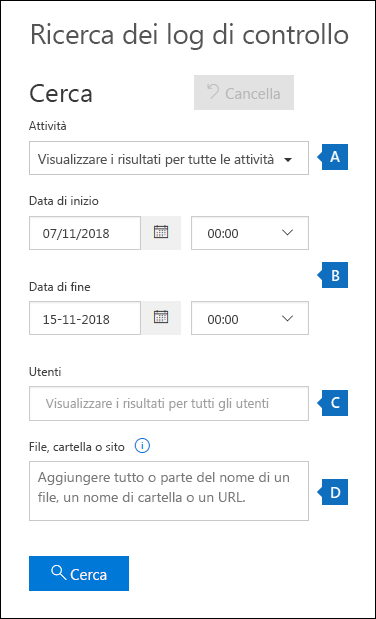 Ricerca dei log di controllo
Cerca
Cancella
Attività
Visualizzare i risultati per tutte le attività
A
Data di inizio
07/11/2018
00:00
B
Data di fine
15-11-2018
00:00
Utenti
Visualizzare i risultati per tutti gli utenti
C
File, cartella o sito
i
Aggiungere tutto o parte del nome di un
file, un nome di cartella o un URL.
D
Cerca